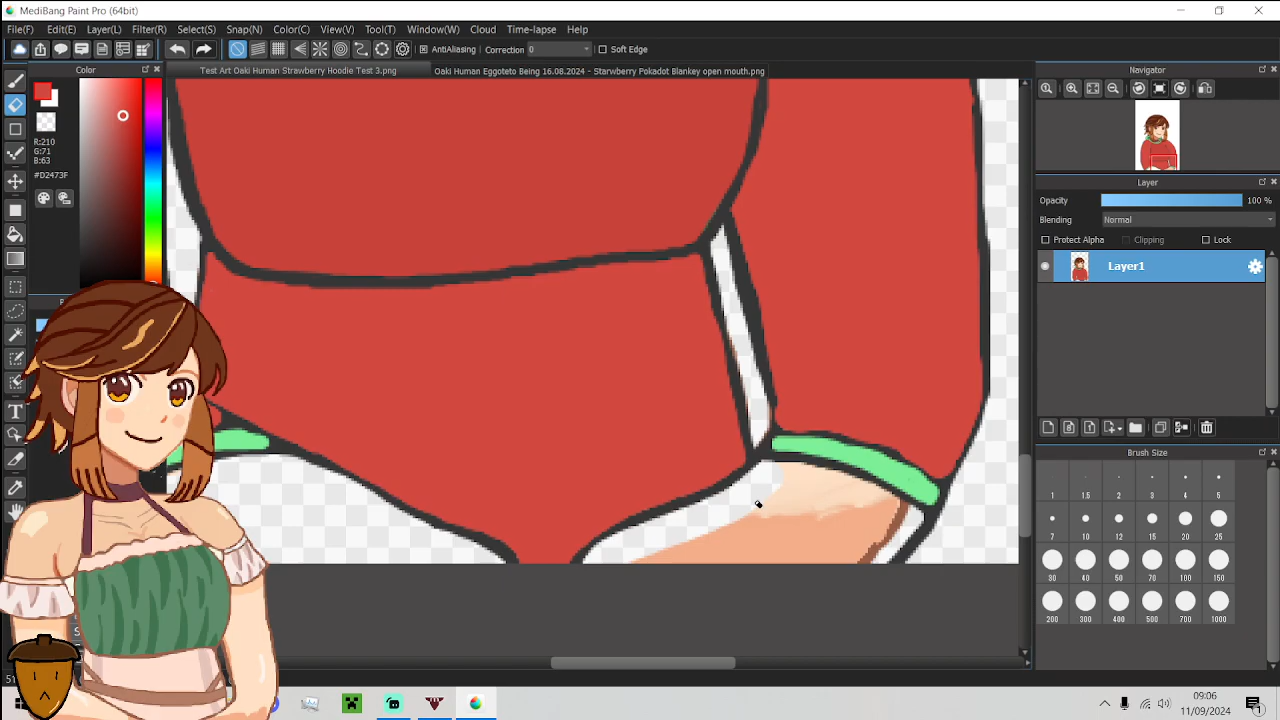 MediBang Paint Pro (64bit)
File(F) Edit(E) Layer(L) Filter(R) Select(S) Snap(N) Color(C) View(V) Tool(T) Window(W) Cloud Time-lapse Help
AntiAliasing Correction 0 Soft Edge
Color
Test Art Oaki Human Strawberry Hoodie Test 3.png
Oaki Human Eggoteto Being 16.08.2024 - Starwberry Pokadot Blankey open mouth.png
Navigator
R:210
G:71
B:63
#D2473F
Layer
Opacity 100 %
Blending Normal
Protect Alpha Clipping Lock
Layer1
Brush Size
1 1.5 2 3 4 5
7 10 12 15 20 25
30 40 50 70 100 150
200 300 400 500 700 1000
09:06
11/09/2024